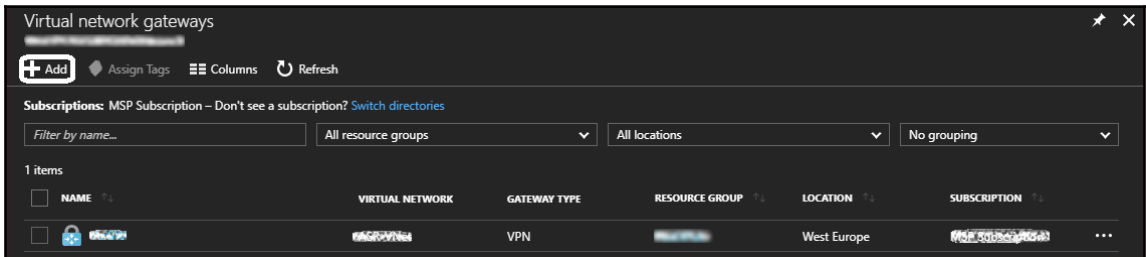 Virtual network gateways
Add Assign Tags Columns Refresh
Subscriptions: MSP Subscription – Don't see a subscription? Switch directories
Filter by name... All resource groups All locations No grouping
1 items
NAME VIRTUAL NETWORK GATEWAY TYPE RESOURCE GROUP LOCATION SUBSCRIPTION
VPN West Europe